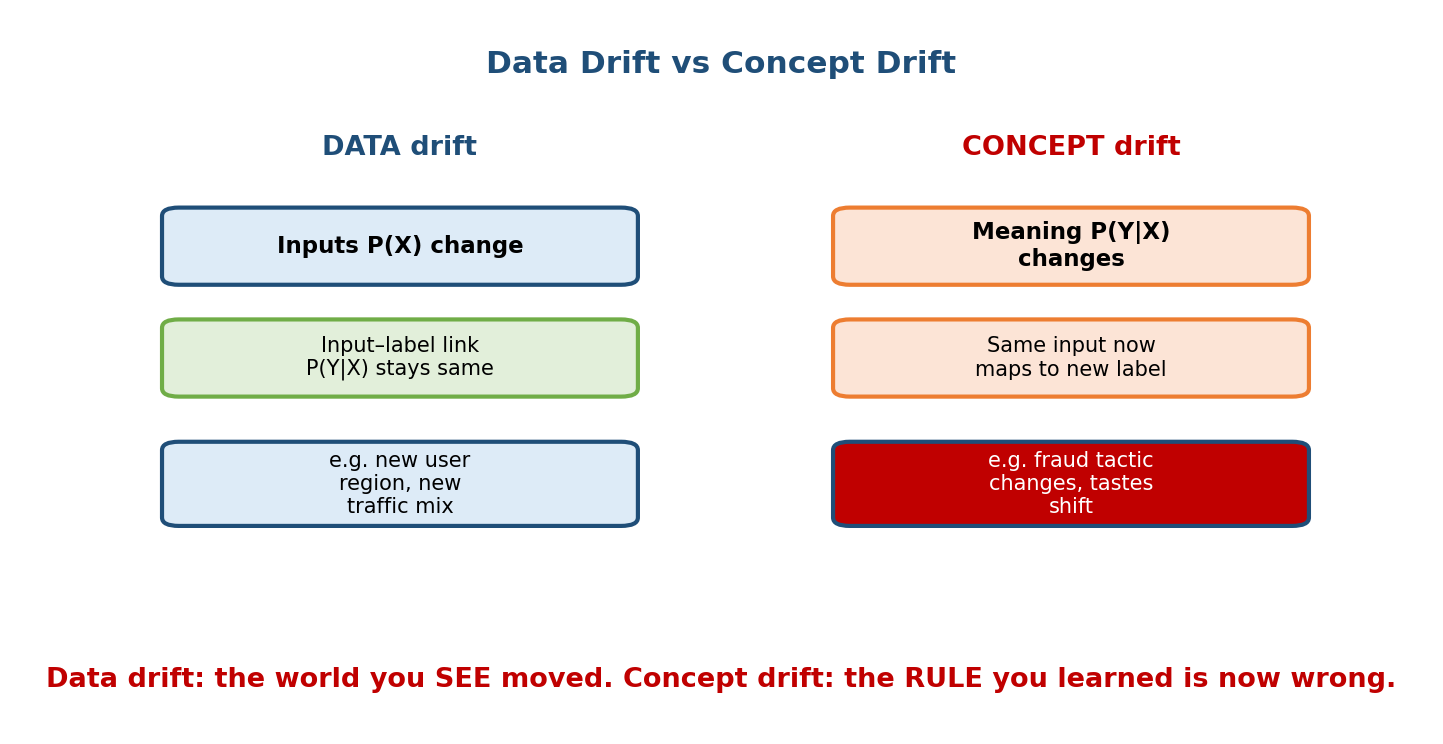 Data Drift vs Concept Drift
DATA drift
Inputs P(X) change
Input–label link
P(Y|X) stays same
e.g. new user
region, new
traffic mix
CONCEPT drift
Meaning P(Y|X)
changes
Same input now
maps to new label
e.g. fraud tactic
changes, tastes
shift
Data drift: the world you SEE moved. Concept drift: the RULE you learned is now wrong.